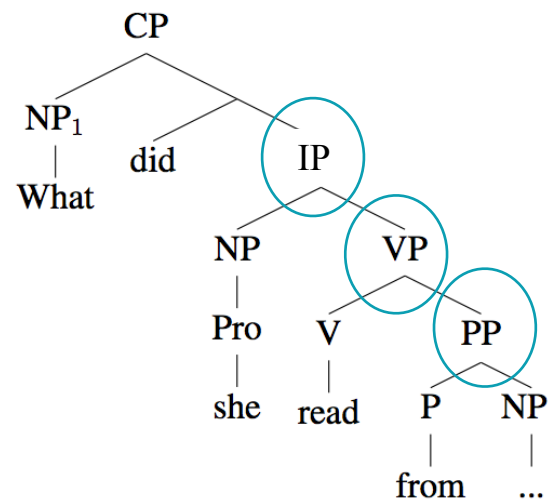 CP
NP₁
did
IP
What
NP
VP
Pro
V
PP
she
read
P
NP
from
...